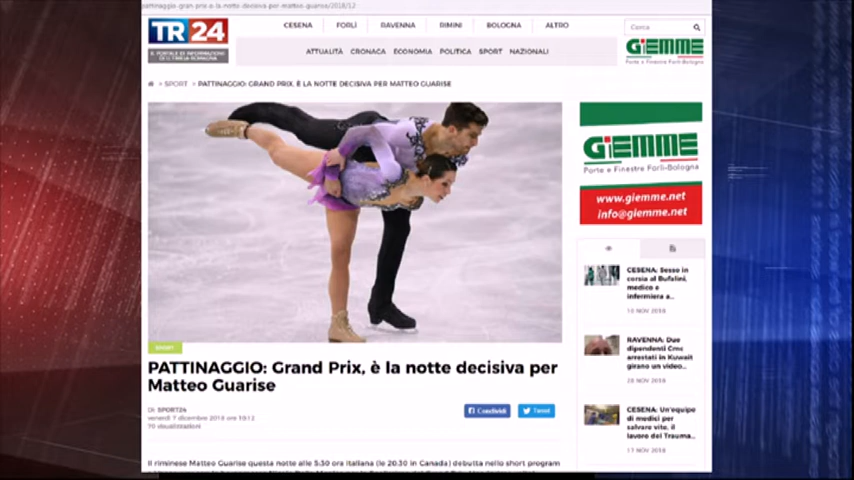 pattinaggio-gran-prix-e-la-notte-decisiva-per-matteo-guarise/2018/12
TR24
IL PORTALE DI INFORMAZIONE
DELL'EMILIA-ROMAGNA
CESENA FORLÌ RAVENNA RIMINI BOLOGNA ALTRO
ATTUALITÀ CRONACA ECONOMIA POLITICA SPORT NAZIONALI
Cerca
GIEMME
Porte e Finestre Forlì-Bologna
> SPORT > PATTINAGGIO: GRAND PRIX, È LA NOTTE DECISIVA PER MATTEO GUARISE
GIEMME
Porte e Finestre Forlì-Bologna
www.giemme.net
info@giemme.net
CESENA: Sesso in
corsia al Bufalini,
medico e
infermiera a...
10 NOV 2018
RAVENNA: Due
dipendenti Cmc
arrestati in Kuwait
girano un video...
28 NOV 2018
CESENA: Un'equipe
di medici per
salvare vite, il
lavoro del Trauma...
17 NOV 2018
SPORT
PATTINAGGIO: Grand Prix, è la notte decisiva per
Matteo Guarise
DI SPORT24
venerdì 7 dicembre 2018 ore 19:12
70 visualizzazioni
Condividi
Tweet
Il riminese Matteo Guarise questa notte alle 5:30 ora italiana (le 20:30 in Canada) debutta nello short program